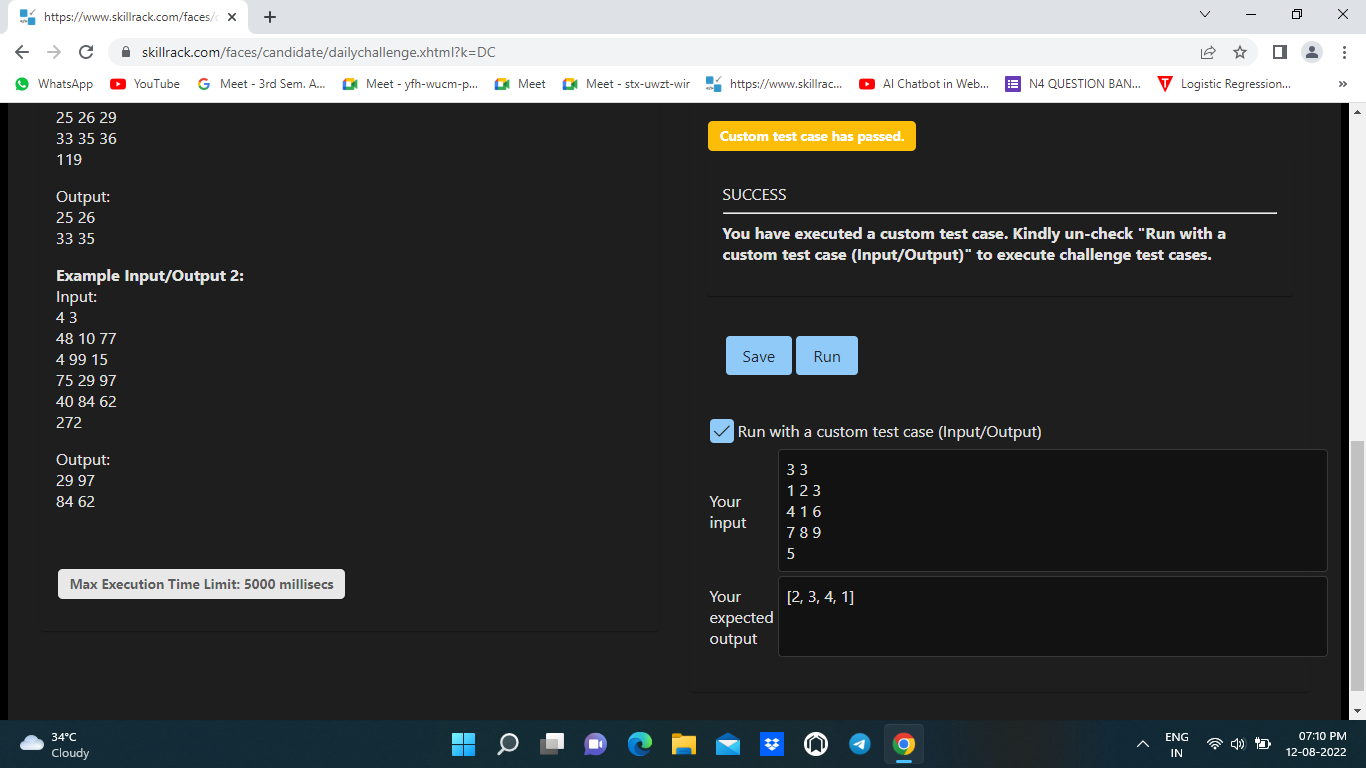 https://www.skillrack.com/faces/c
skillrack.com/faces/candidate/dailychallenge.xhtml?k=DC
WhatsApp
YouTube
Meet - 3rd Sem. A...
Meet - yfh-wucm-p...
Meet
Meet - stx-uwzt-wir
https://www.skillrac...
AI Chatbot in Web...
N4 QUESTION BAN...
Logistic Regression...
»
25 26 29
33 35 36
119
Output:
25 26
33 35
Example Input/Output 2:
Input:
4 3
48 10 77
4 99 15
75 29 97
40 84 62
272
Output:
29 97
84 62
Max Execution Time Limit: 5000 millisecs
Custom test case has passed.
SUCCESS
You have executed a custom test case. Kindly un-check "Run with a
custom test case (Input/Output)" to execute challenge test cases.
Save
Run
Run with a custom test case (Input/Output)
Your
input
3 3
1 2 3
4 1 6
7 8 9
5
Your
expected
output
[2, 3, 4, 1]
34°C
Cloudy
ENG
IN
07:10 PM
12-08-2022